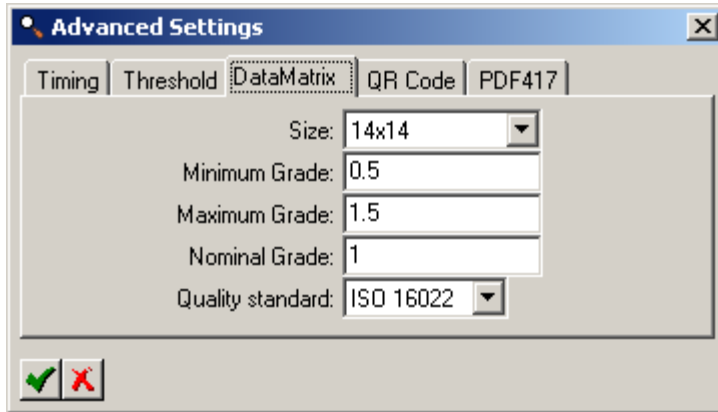 Advanced Settings
Timing Threshold DataMatrix QR Code PDF417
Size: 14x14
Minimum Grade: 0.5
Maximum Grade: 1.5
Nominal Grade: 1
Quality standard: ISO 16022